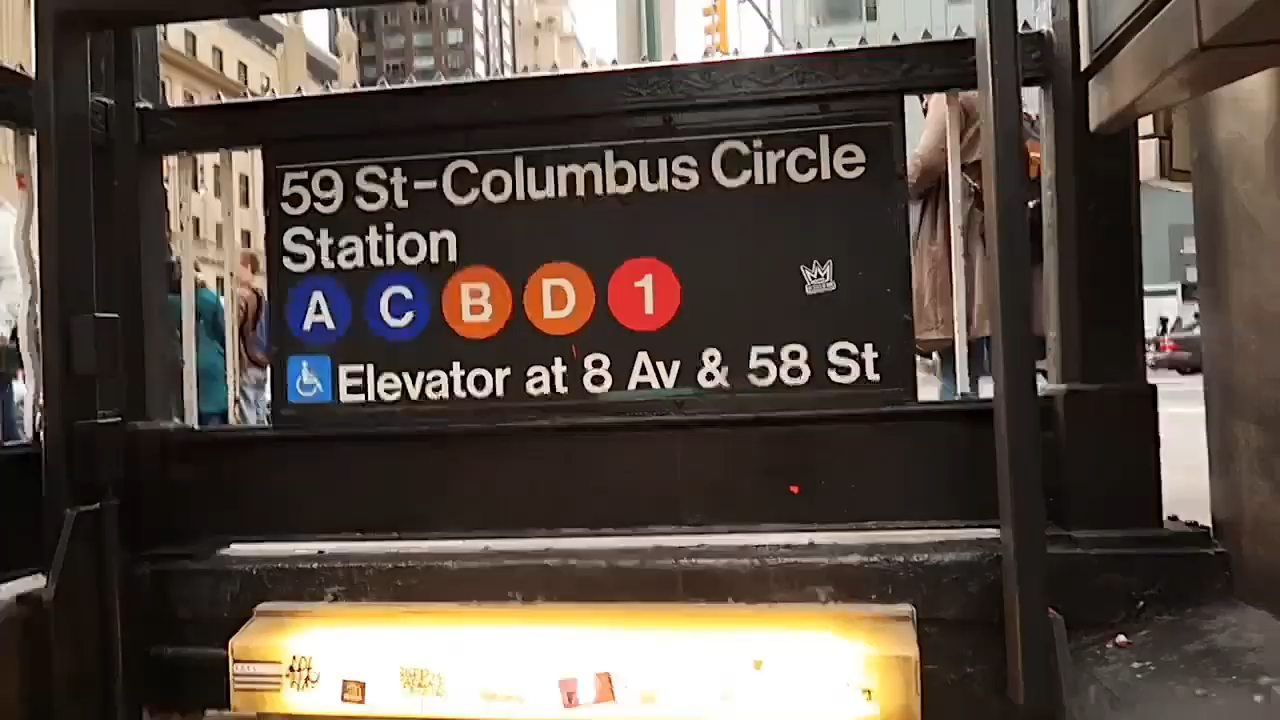 59 St-Columbus Circle
Station
A C B D 1
Elevator at 8 Av & 58 St